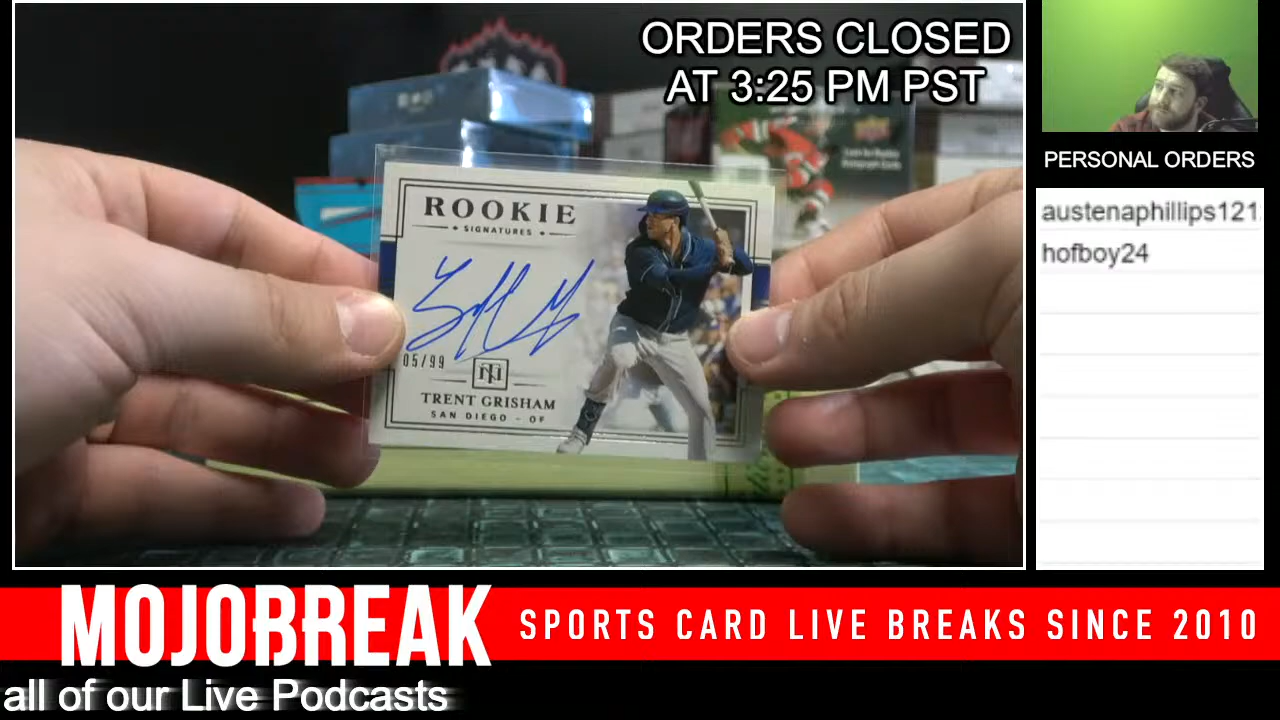 ORDERS CLOSED
AT 3:25 PM PST
PERSONAL ORDERS
austenaphillips121
hofboy24
ROOKIE
SIGNATURES
05/99
TRENT GRISHAM
SAN DIEGO - OF
MOJOBREAK
SPORTS CARD LIVE BREAKS SINCE 2010
all of our Live Podcasts